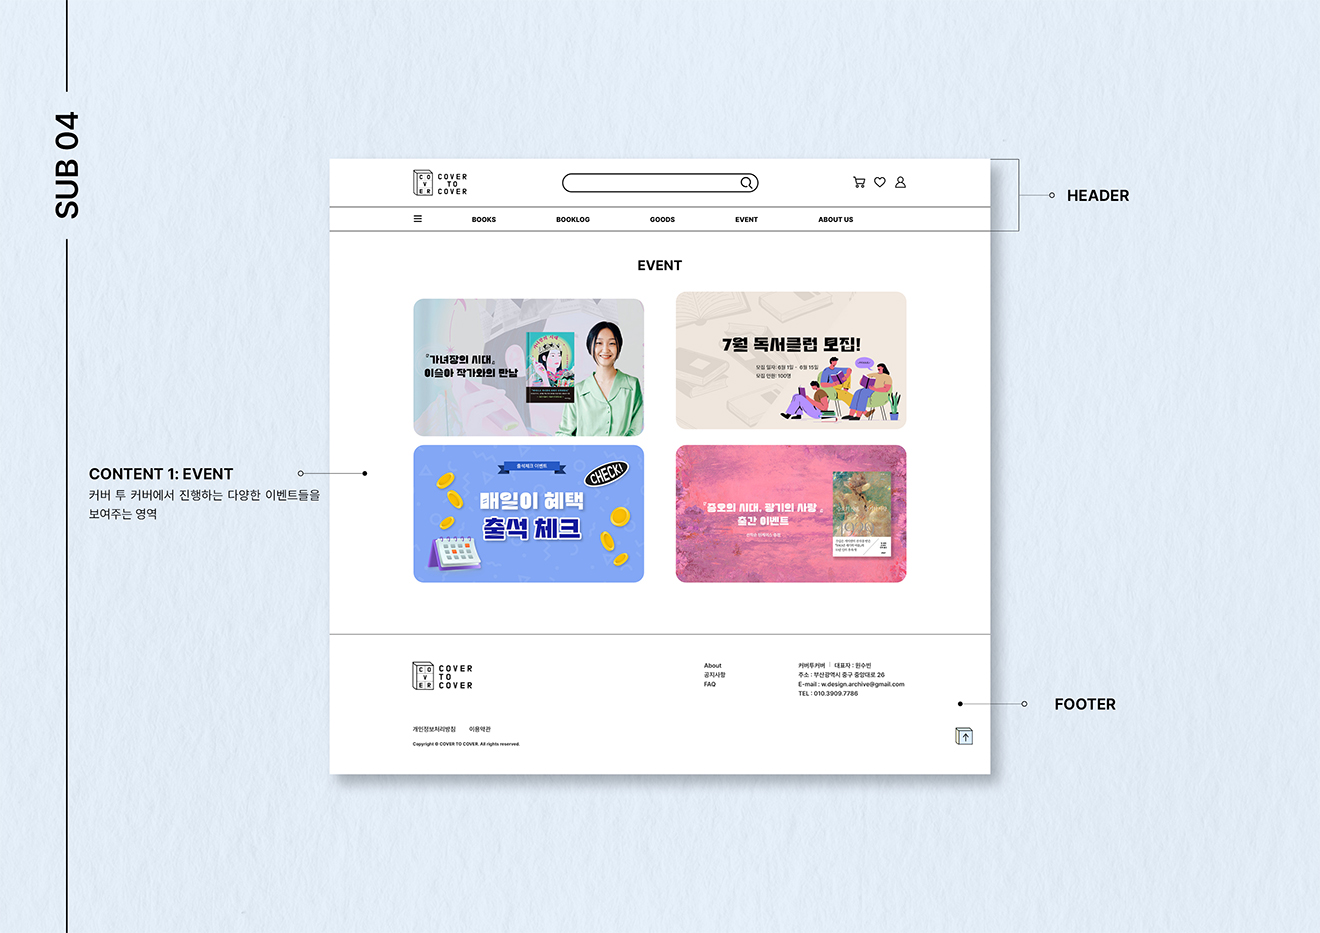 SUB 04
COVER
TO
COVER
COVER
TO
COVER
HEADER
BOOKS
BOOKLOG
GOODS
EVENT
ABOUT US
EVENT
『가녀장의 시대』
이슬아 작가와의 만남
7월 독서클럽 모집!
모집 일자: 6월 1일 - 6월 15일
모집 인원: 100명
CONTENT 1: EVENT
커버 투 커버에서 진행하는 다양한 이벤트들을
보여주는 영역
출석체크 이벤트
CHECK!
매일이 혜택
출석 체크
『증오의 시대, 광기의 사랑』
출간 이벤트
COVER
TO
COVER
COVER
TO
COVER
About
공지사항
FAQ
커버투커버 | 대표자 : 원수빈
주소 : 부산광역시 중구 중앙대로 26
E-mail : w.design.archive@gmail.com
TEL : 010.3909.7786
FOOTER
개인정보처리방침 이용약관
Copyright © COVER TO COVER. All rights reserved.